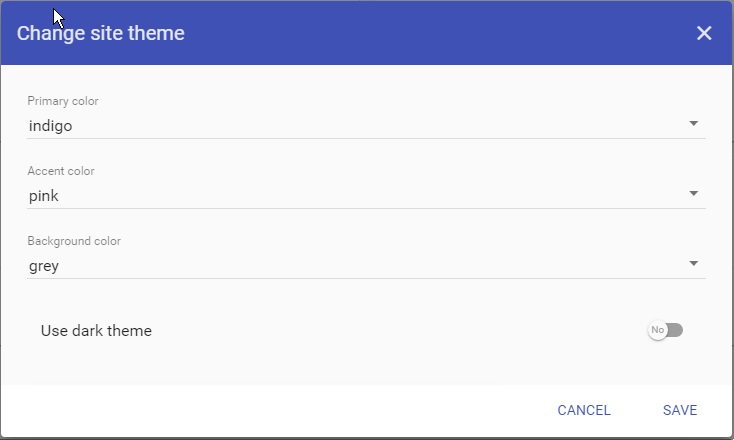 Change site theme
Primary color
indigo
Accent color
pink
Background color
grey
Use dark theme
No
CANCEL SAVE